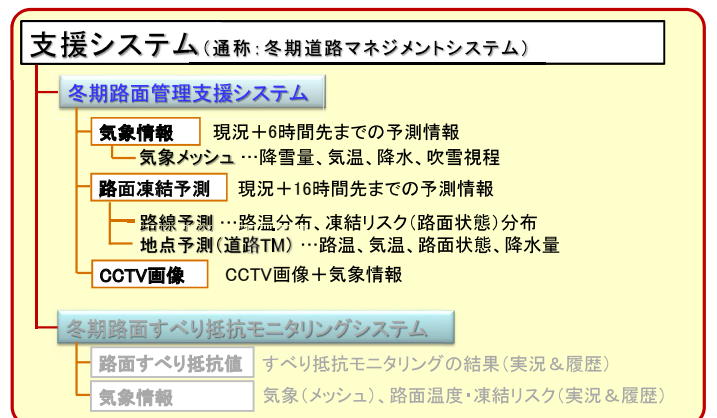 支援システム(通称:冬期道路マネジメントシステム)
冬期路面管理支援システム
気象情報 現況+6時間先までの予測情報
気象メッシュ …降雪量、気温、降水、吹雪視程
路面凍結予測 現況+16時間先までの予測情報
路線予測 …路温分布、凍結リスク(路面状態)分布
地点予測(道路TM) …路温、気温、路面状態、降水量
CCTV画像 CCTV画像+気象情報
冬期路面すべり抵抗モニタリングシステム
路面すべり抵抗値 すべり抵抗モニタリングの結果(実況&履歴)
気象情報 気象(メッシュ)、路面温度・凍結リスク(実況&履歴)